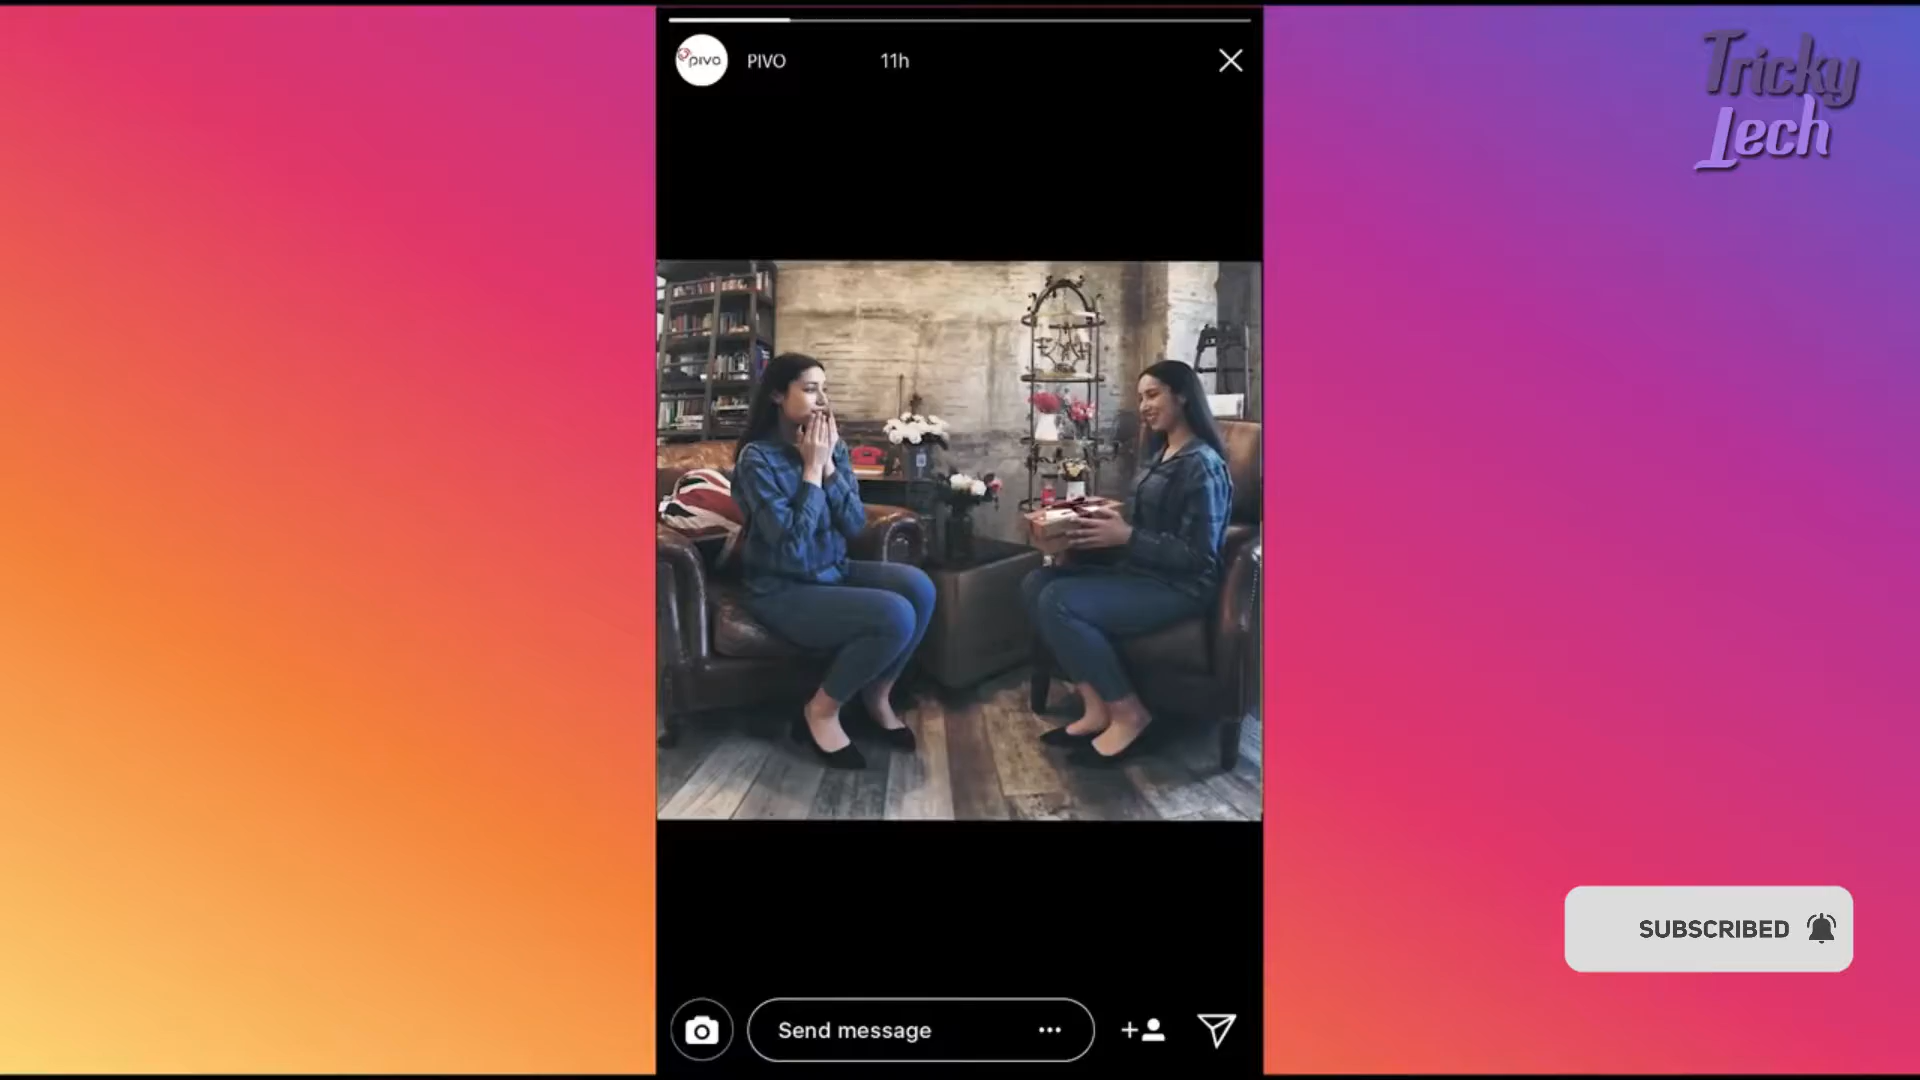 pivo
PIVO 11h
Tricky
Tech
SUBSCRIBED
Send message